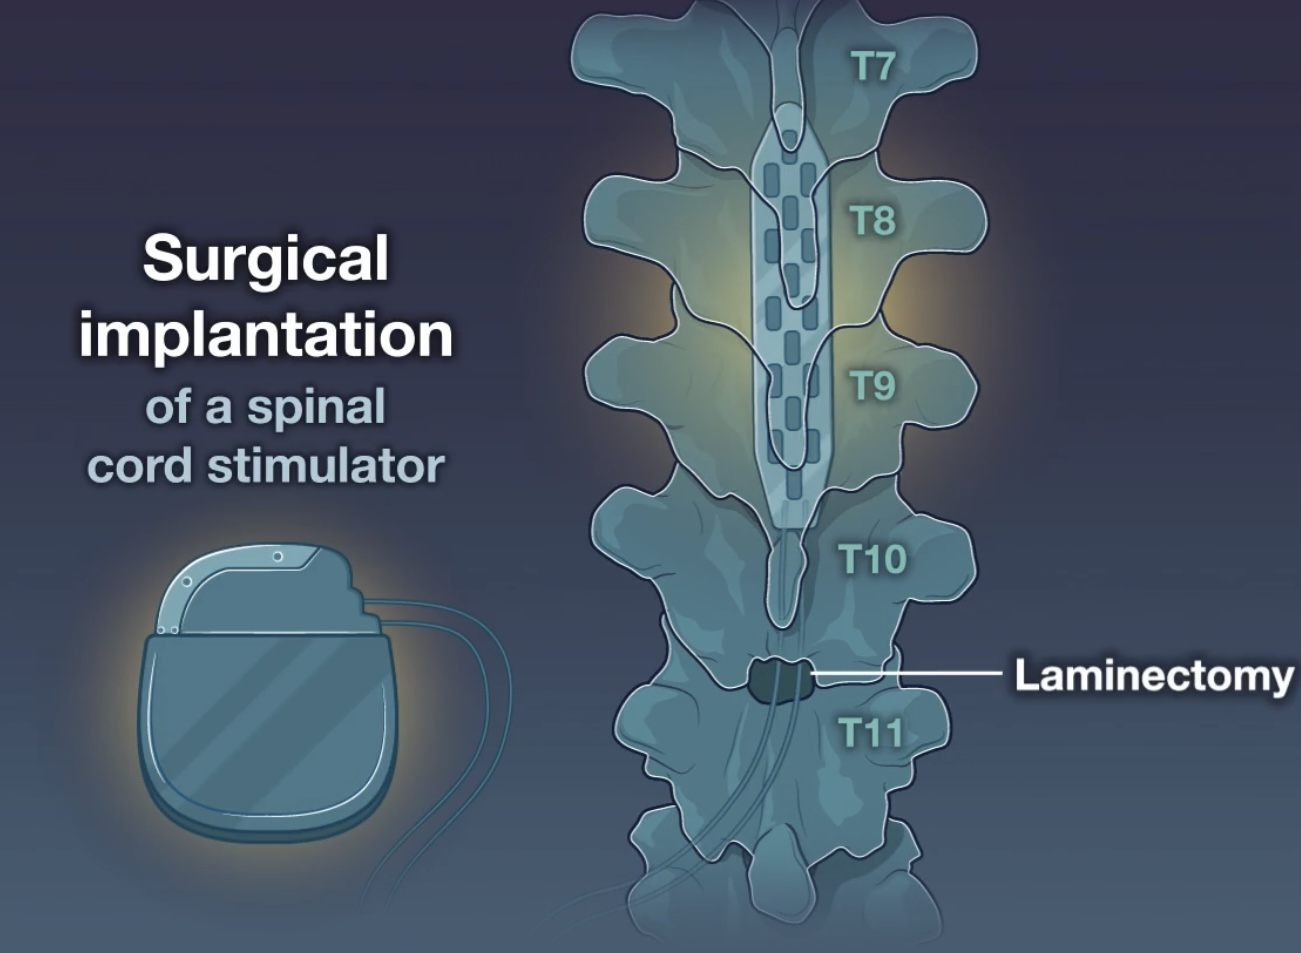 Surgical
implantation
of a spinal
cord stimulator
T7
T8
T9
T10
Laminectomy
T11